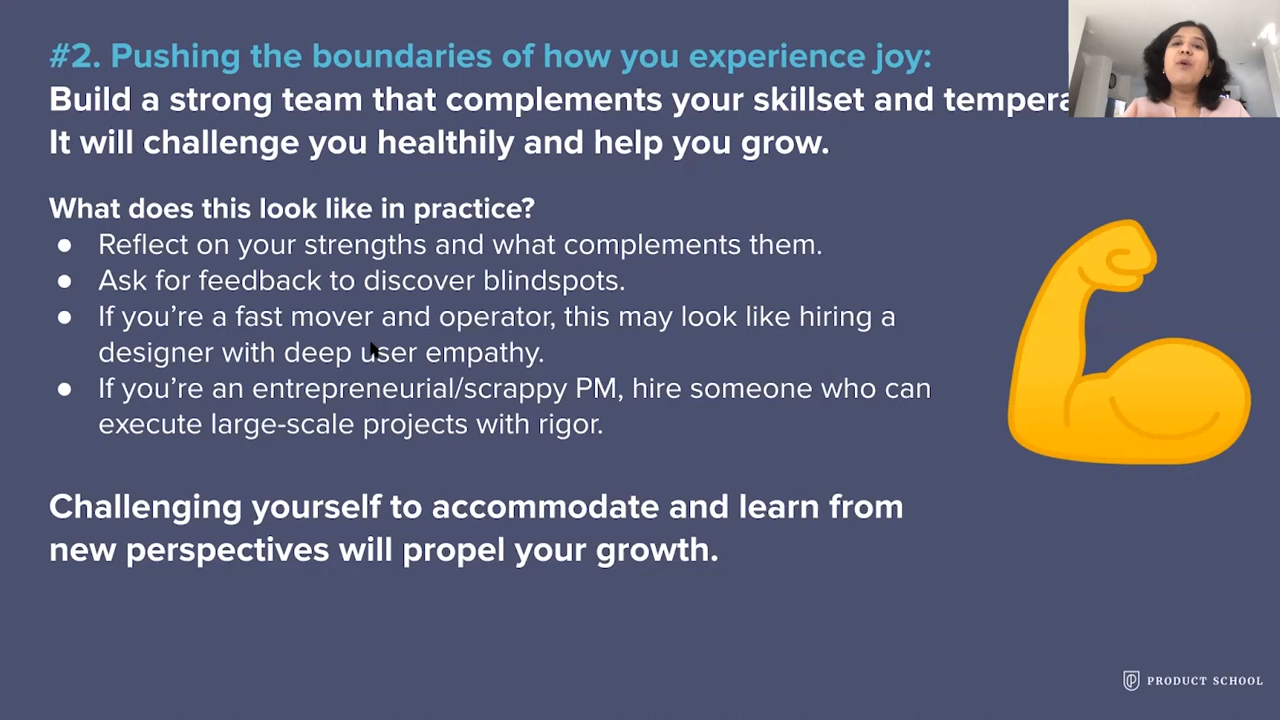 #2. Pushing the boundaries of how you experience joy:
Build a strong team that complements your skillset and
It will challenge you healthily and help you grow.
What does this look like in practice?
● Reflect on your strengths and what complements them.
● Ask for feedback to discover blindspots.
● If you’re a fast mover and operator, this may look like hiring a
designer with deep user empathy.
● If you’re an entrepreneurial/scrappy PM, hire someone who can
execute large-scale projects with rigor.
Challenging yourself to accommodate and learn from
new perspectives will propel your growth.
PRODUCT SCHOOL